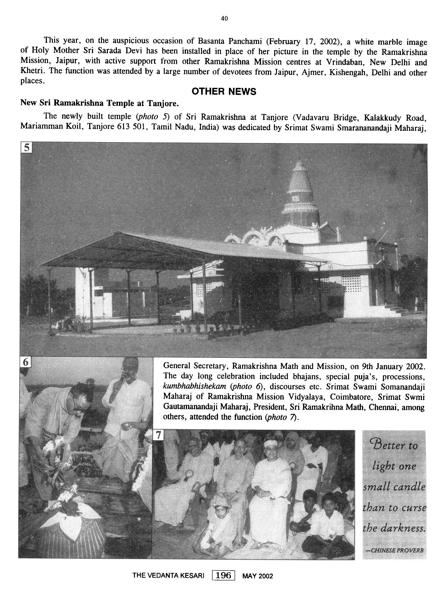 40
This year, on the auspicious occasion of Basanta Panchami (February 17, 2002), a white marble image
of Holy Mother Sri Sarada Devi has been installed in place of her picture in the temple by the Ramakrishna
Mission, Jaipur, with active support from other Ramakrishna Mission centres at Vrindaban, New Delhi and
Khetri. The function was attended by a large number of devotees from Jaipur, Ajmer, Kishengah, Delhi and other
places.
OTHER NEWS
New Sri Ramakrishna Temple at Tanjore.
The newly built temple (photo 5) of Sri Ramakrishna at Tanjore (Vadavaru Bridge, Kalakkudy Road,
Mariamman Koil, Tanjore 613 501, Tamil Nadu, India) was dedicated by Srimat Swami Smarananandaji Maharaj,
5
6
General Secretary, Ramakrishna Math and Mission, on 9th January 2002.
The day long celebration included bhajans, special puja's, processions,
kumbhabhishekam (photo 6), discourses etc. Srimat Swami Somanandaji
Maharaj of Ramakrishna Mission Vidyalaya, Coimbatore, Srimat Swmi
Gautamanandaji Maharaj, President, Sri Ramakrihna Math, Chennai, among
others, attended the function (photo 7).
7
Better to
light one
small candle
than to curse
the darkness.
—CHINESE PROVERB
THE VEDANTA KESARI 196 MAY 2002